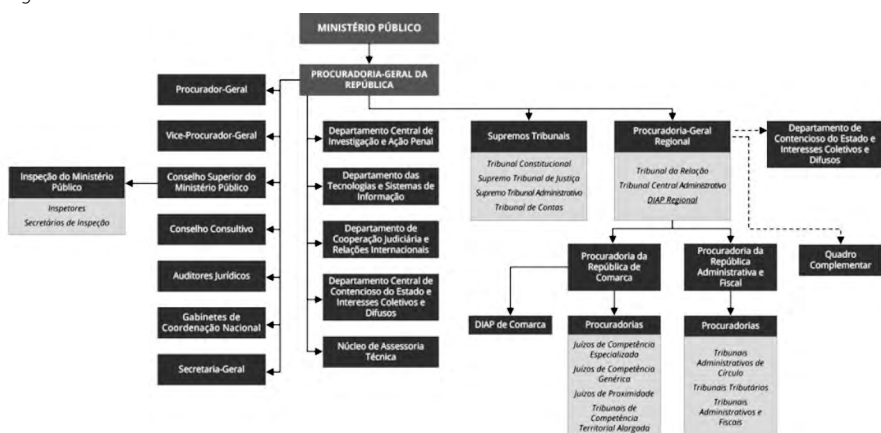 MINISTÉRIO PÚBLICO
PROCURADORIA-GERAL DA
REPÚBLICA
Procurador-Geral
Vice-Procurador-Geral
Conselho Superior do
Ministério Público
Inspeção do Ministério
Público
Inspetores
Secretários de Inspeção
Conselho Consultivo
Auditores Jurídicos
Gabinetes de
Coordenação Nacional
Secretaria-Geral
Departamento Central de
Investigação e Ação Penal
Departamento das
Tecnologias e Sistemas de
Informação
Departamento de
Cooperação Judiciária e
Relações Internacionais
Departamento Central de
Contencioso do Estado e
Interesses Coletivos e
Difusos
Núcleo de Assessoria
Técnica
Supremos Tribunais
Tribunal Constitucional
Supremo Tribunal de Justiça
Supremo Tribunal Administrativo
Tribunal de Contas
Procuradoria-Geral
Regional
Tribunal da Relação
Tribunal Central Administrativo
DIAP Regional
Departamento de
Contencioso do Estado e
Interesses Coletivos e
Difusos
Quadro
Complementar
Procuradoria da
República de
Comarca
Procuradoria da
República
Administrativa e
Fiscal
DIAP de Comarca
Procuradorias
Juízos de Competência
Especializada
Juízos de Competência
Genérica
Juízos de Proximidade
Tribunais de
Competência
Territorial Alargada
Procuradorias
Tribunais
Administrativos de
Círculo
Tribunais Tributários
Tribunais
Administrativos e
Fiscais